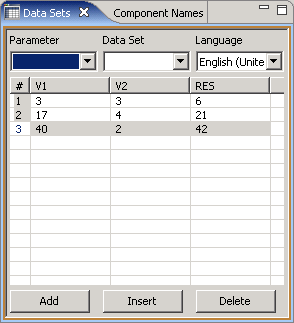 Data Sets Component Names
Parameter Data Set Language
English (Unite
# V1 V2 RES
1 3 3 6
2 17 4 21
3 40 2 42
Add Insert Delete